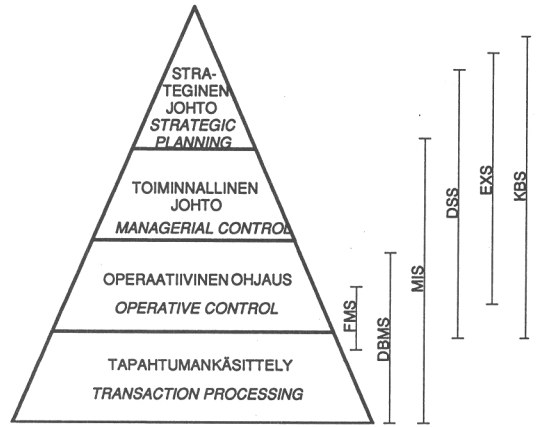 STRA-
TEGINEN
JOHTO
STRATEGIC
PLANNING
TOIMINNALLINEN
JOHTO
MANAGERIAL CONTROL
OPERAATIIVINEN OHJAUS
OPERATIVE CONTROL
TAPAHTUMANKÄSITTELY
TRANSACTION PROCESSING
FMS
DBMS
MIS
DSS
EXS
KBS